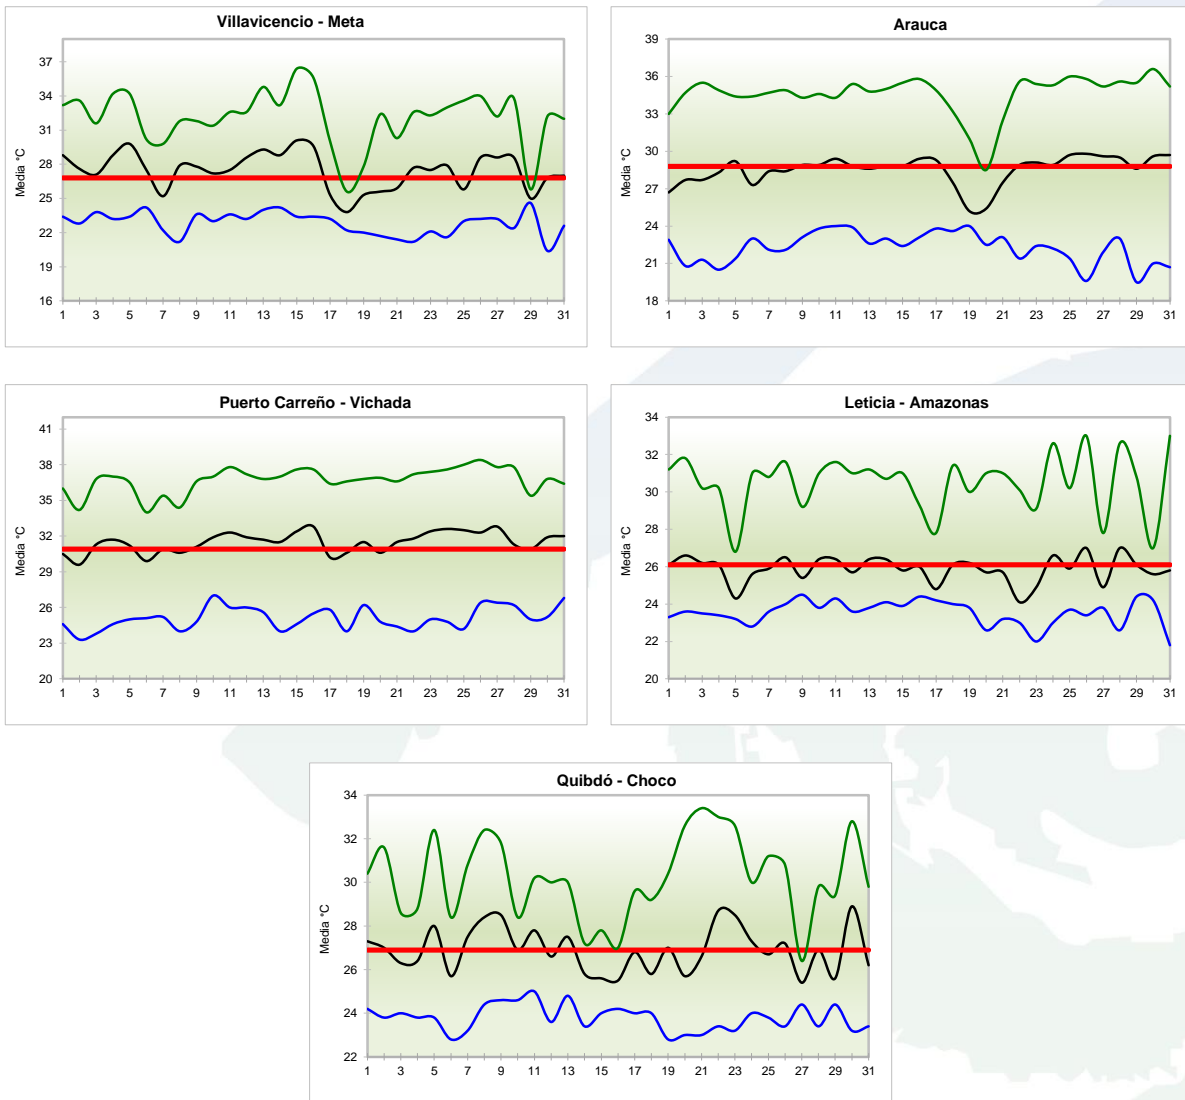 Villavicencio - Meta
Media °C
37
34
31
28
25
22
19
16
1 3 5 7 9 11 13 15 17 19 21 23 25 27 29 31
Arauca
Media °C
39
36
33
30
27
24
21
18
1 3 5 7 9 11 13 15 17 19 21 23 25 27 29 31
Puerto Carreño - Vichada
Media °C
41
38
35
32
29
26
23
20
1 3 5 7 9 11 13 15 17 19 21 23 25 27 29 31
Leticia - Amazonas
Media °C
34
32
30
28
26
24
22
20
1 3 5 7 9 11 13 15 17 19 21 23 25 27 29 31
Quibdó - Choco
Media °C
34
32
30
28
26
24
22
1 3 5 7 9 11 13 15 17 19 21 23 25 27 29 31